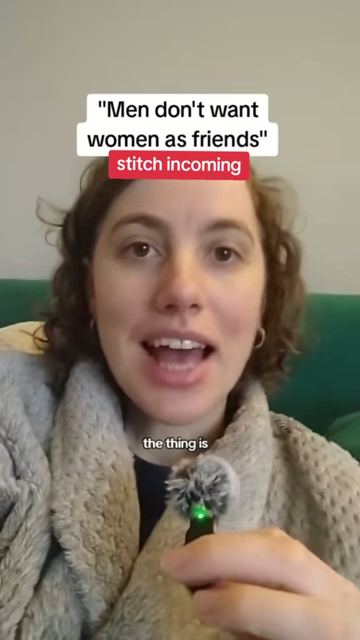 "Men don't want
women as friends"
stitch incoming
the thing is